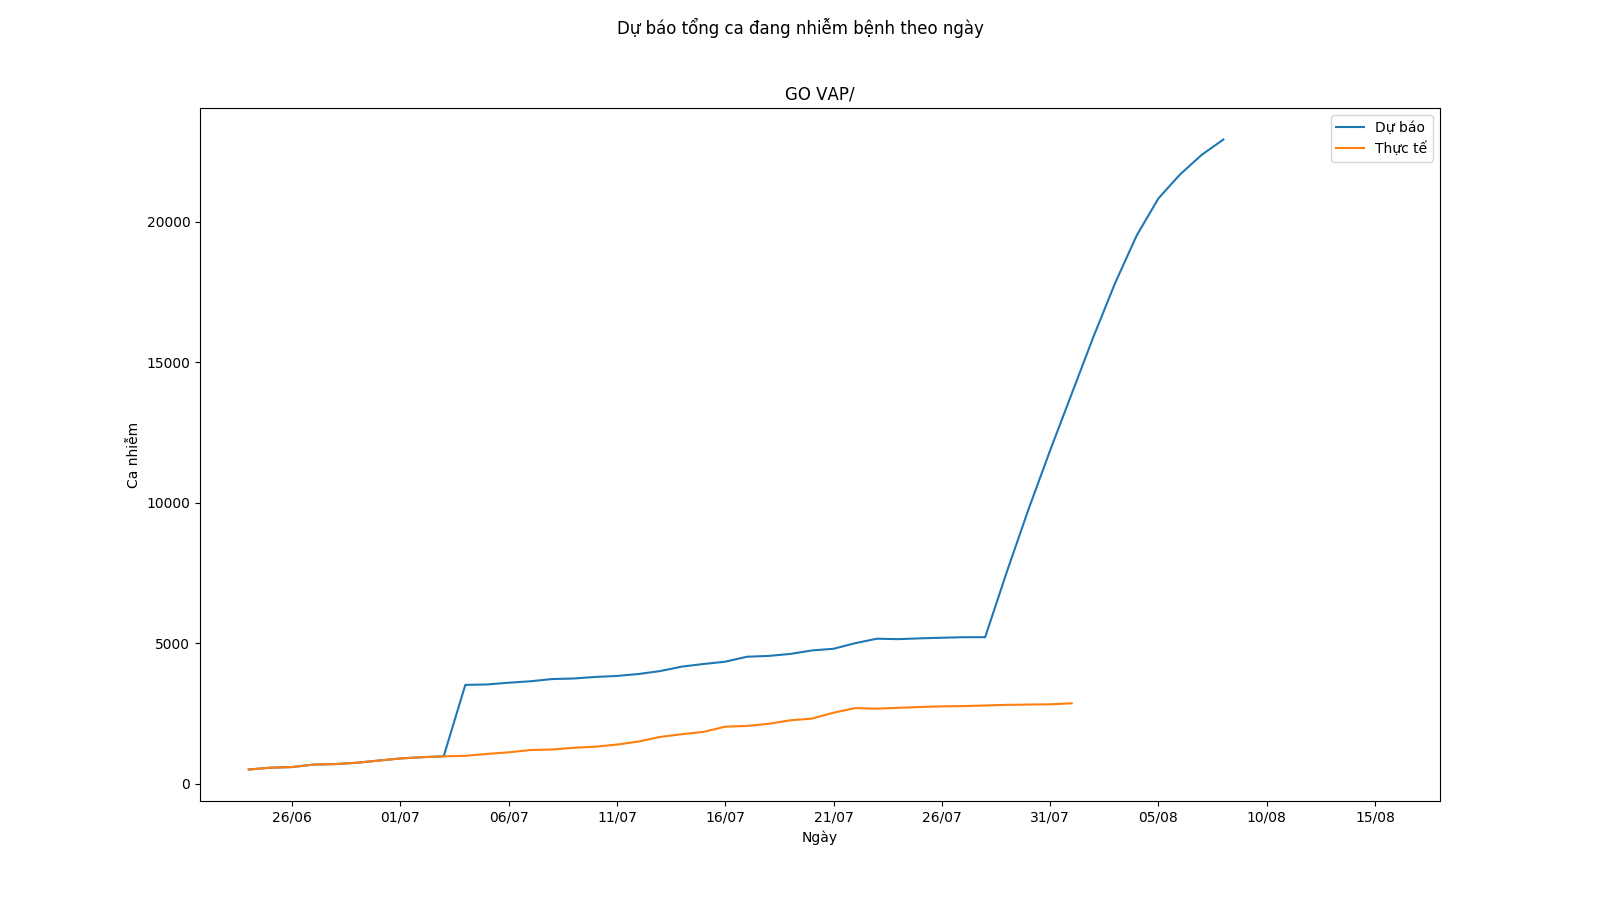 Dự báo tổng ca đang nhiễm bệnh theo ngày
GO VAP/
Dự báo
Thực tế
20000
15000
10000
5000
0
Ca nhiễm
26/06 01/07 06/07 11/07 16/07 21/07 26/07 31/07 05/08 10/08 15/08
Ngày